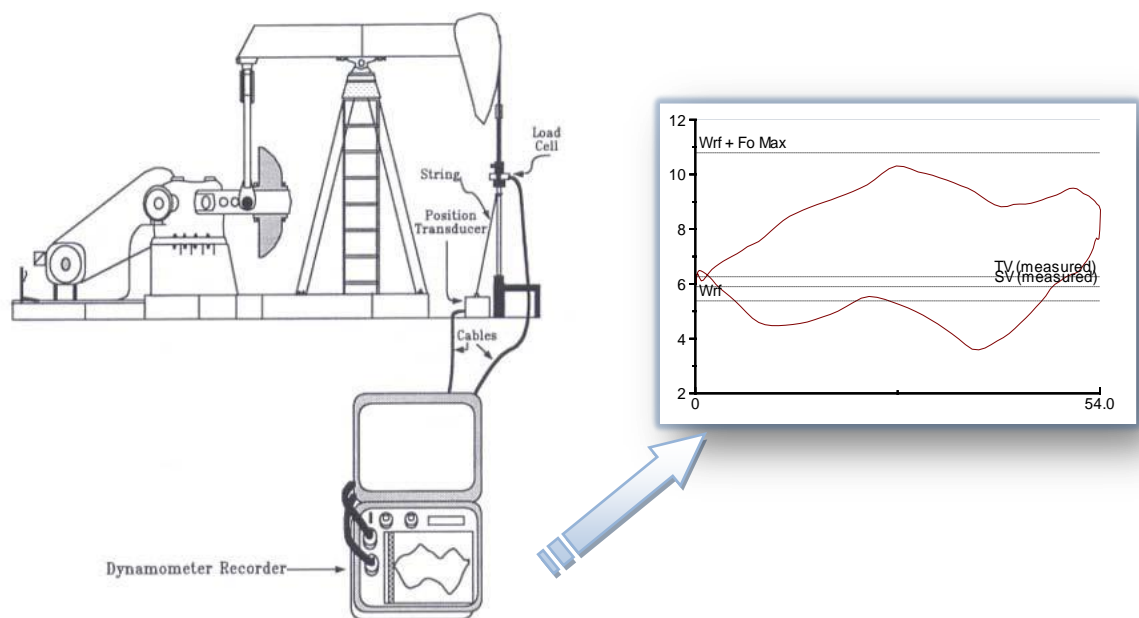 Load
Cell
String
Position
Transducer
Cables
Dynamometer Recorder
12
Wrf + Fo Max
10
8
TV (measured)
SV (measured)
6
Wrf
4
2
0
54.0